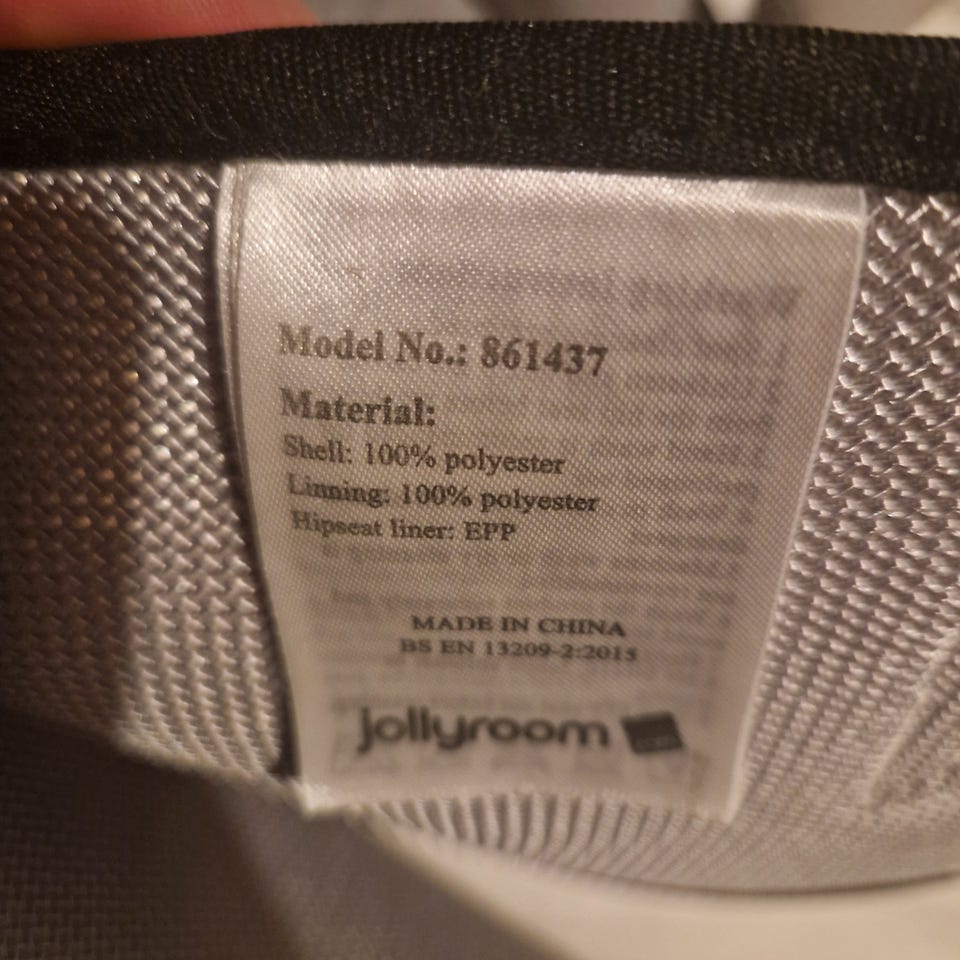 Model No.: 861437
Material:
Shell: 100% polyester
Linning: 100% polyester
Hipseat liner: EPP
MADE IN CHINA
BS EN 13209-2:2015
jollyroom